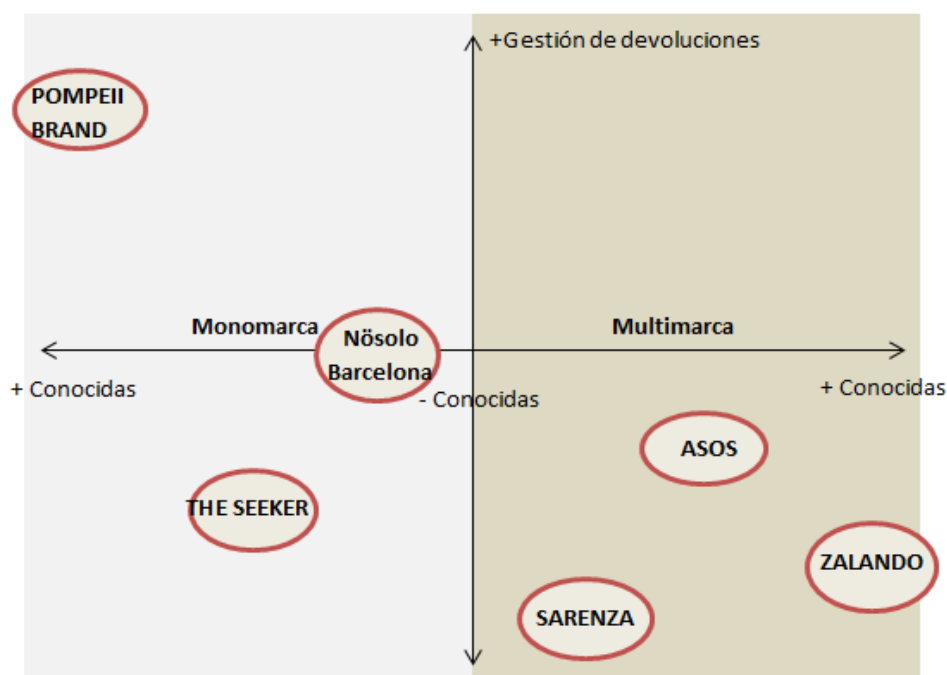 +Gestión de devoluciones
POMPEII
BRAND
Monomarca
Multimarca
Nösolo
Barcelona
+ Conocidas
- Conocidas
+ Conocidas
ASOS
THE SEEKER
ZALANDO
SARENZA